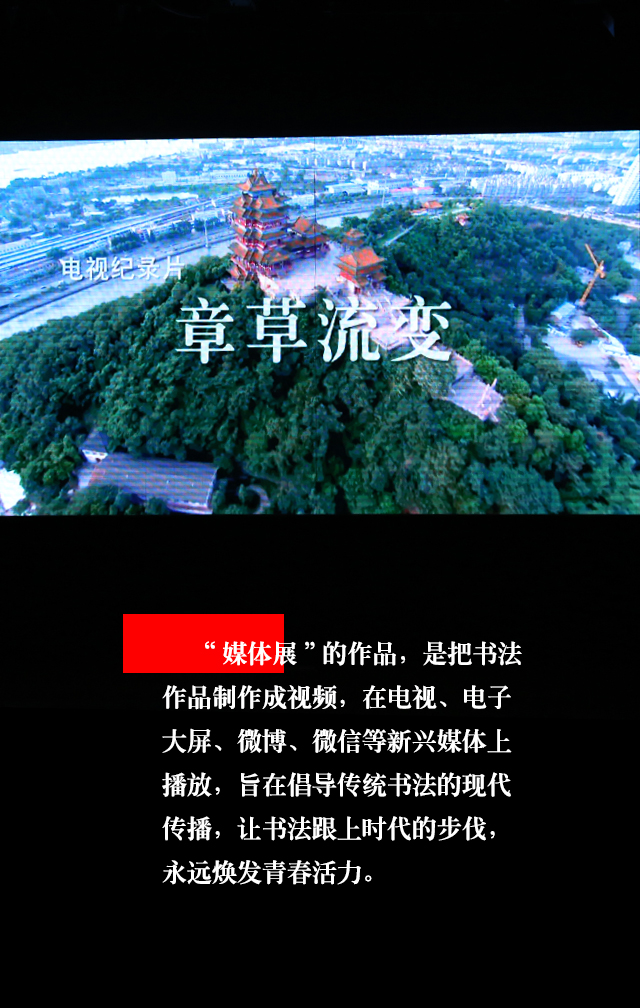 电视纪录片
章草流变
“媒体展”的作品，是把书法
作品制作成视频，在电视、电子
大屏、微博、微信等新兴媒体上
播放，旨在倡导传统书法的现代
传播，让书法跟上时代的步伐，
永远焕发青春活力。